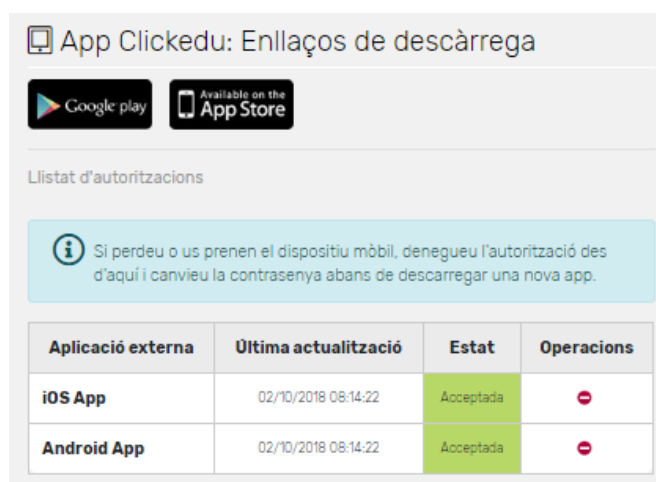 App Clickedu: Enllaços de descàrrega
Google play
Available on the
App Store
Llistat d'autoritzacions
Si perdeu o us prenen el dispositiu mòbil, denegueu l'autorització des
d'aquí i canvieu la contrasenya abans de descarregar una nova app.
Aplicació externa Última actualització Estat Operacions
iOS App 02/10/2018 08:14:22 Acceptada
Android App 02/10/2018 08:14:22 Acceptada